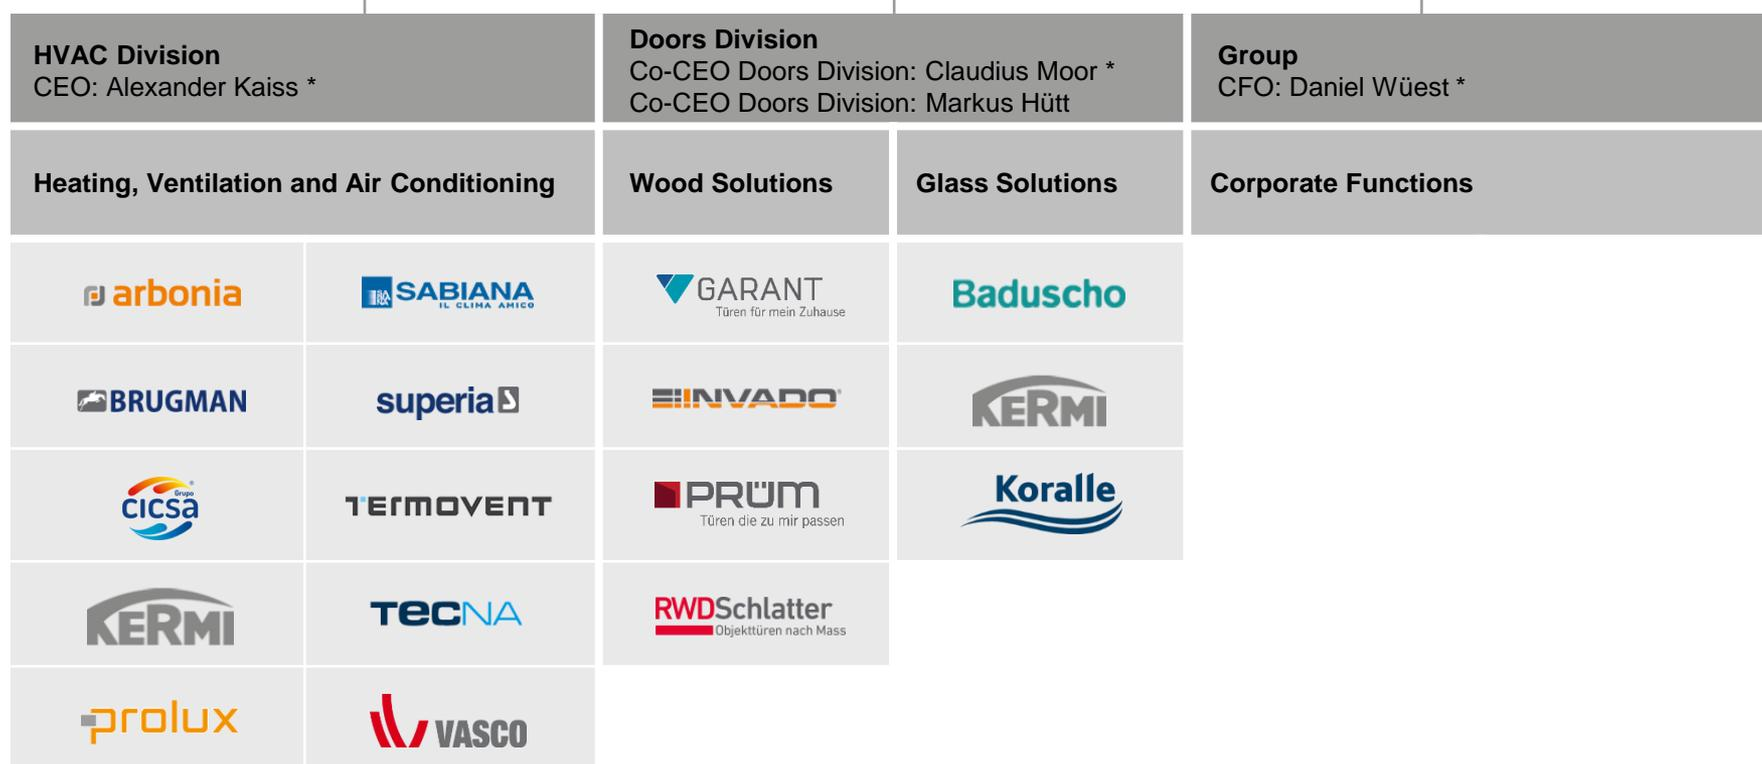 HVAC Division
CEO: Alexander Kaiss *
Doors Division
Co-CEO Doors Division: Claudius Moor *
Co-CEO Doors Division: Markus Hütt
Group
CFO: Daniel Wüest *
Heating, Ventilation and Air Conditioning
Wood Solutions
Glass Solutions
Corporate Functions
arbonia
SABIANA
IL CLIMA AMICO
GARANT
Türen für mein Zuhause
Baduscho
BRUGMAN
superia
INVADO
KERMI
Grupo
cicsa
TERMOVENT
PRÜM
Türen die zu mir passen
Koralle
KERMI
TECNA
RWDSchlatter
Objekttüren nach Mass
prolux
VASCO